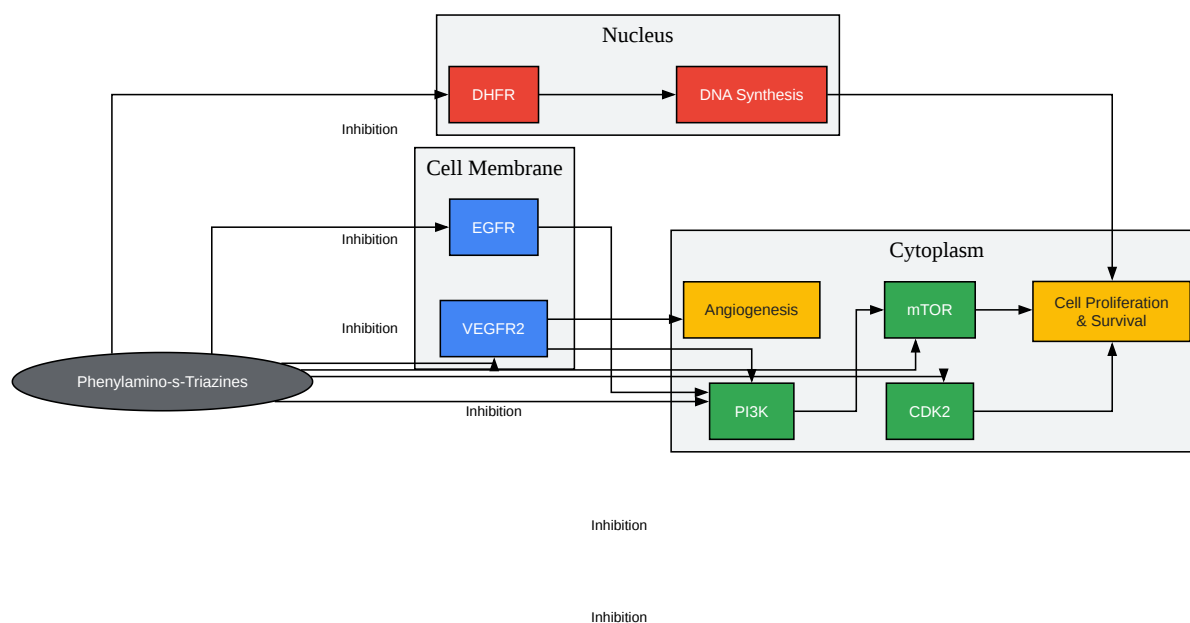 Nucleus
DHFR
DNA Synthesis
Inhibition
Cell Membrane
EGFR
Inhibition
Cytoplasm
VEGFR2
Inhibition
Angiogenesis
mTOR
Cell Proliferation
& Survival
Phenylamino-s-Triazines
Inhibition
PI3K
CDK2
Inhibition
Inhibition